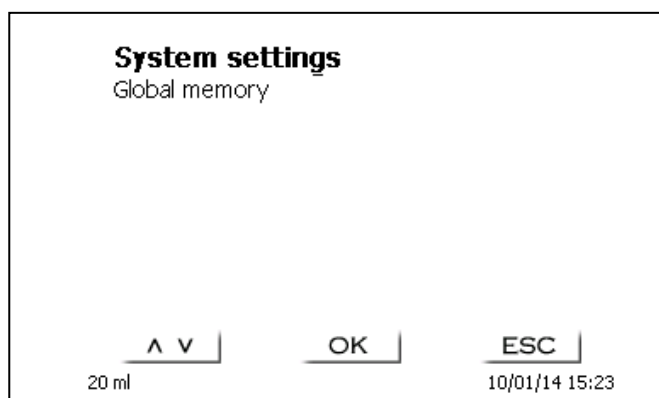 System settings
Global memory
∧ ∨ OK ESC
20 ml 10/01/14 15:23